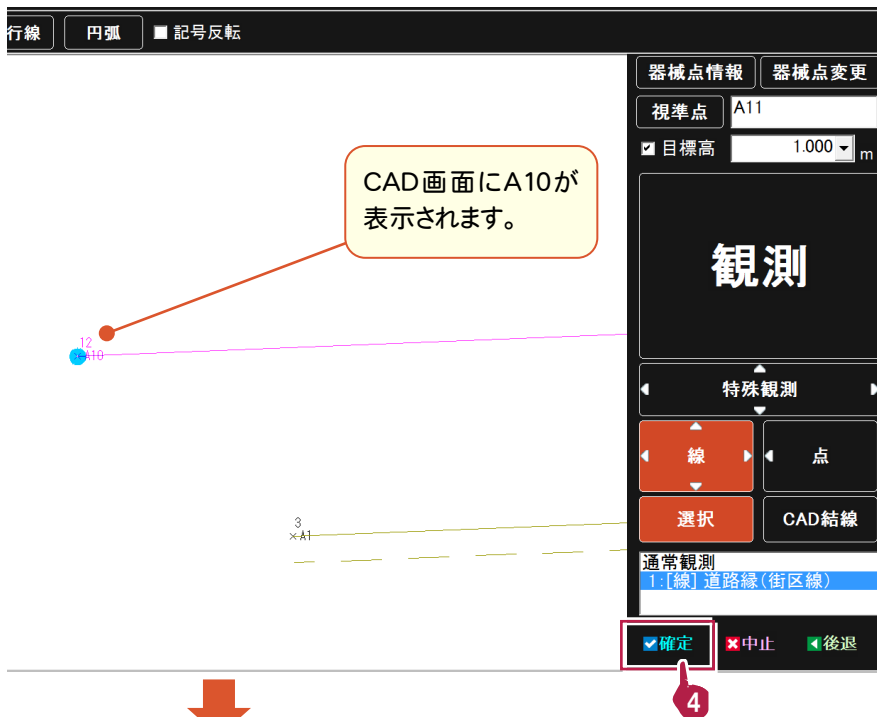 行線
円弧
記号反転
器械点情報
器械点変更
視準点
A11
目標高
1.000
m
CAD画面にA10が
表示されます。
観測
12
A10
特殊観測
線
点
選択
CAD結線
3
A1
通常観測
1:[線] 道路縁(街区線)
確定
中止
後退
4